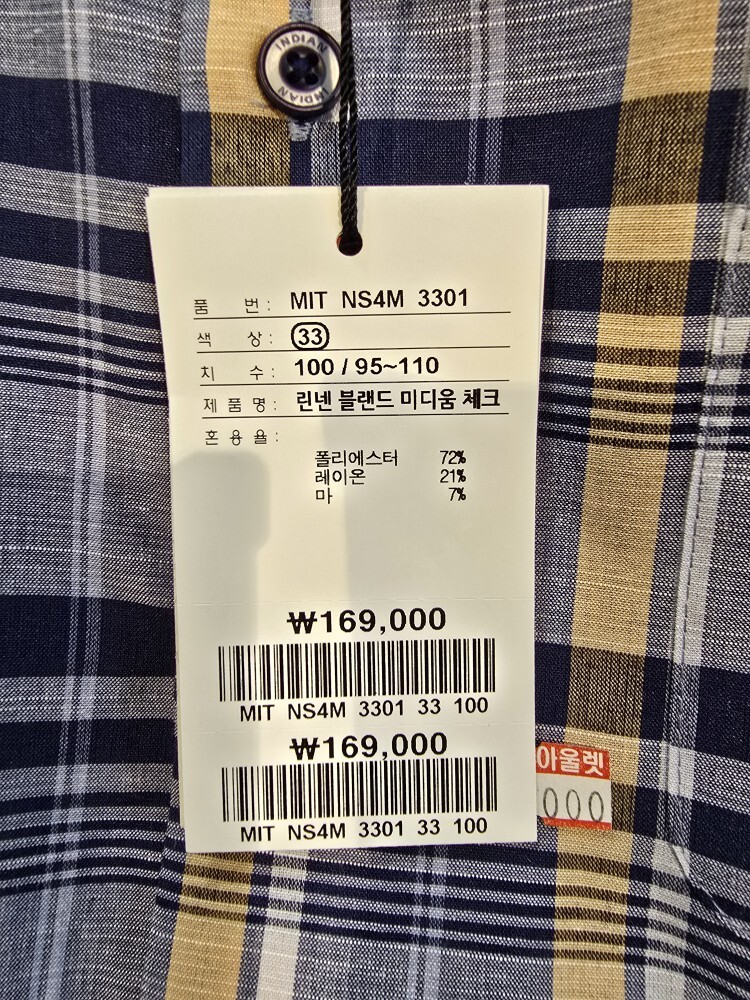 INDIAN
INDIAN
품 번 : MIT NS4M 3301
색 상 : 33
치 수 : 100 / 95~110
제 품 명 : 린넨 블랜드 미디움 체크
혼 용 율 :
폴리에스터 72%
레이온 21%
마 7%
₩169,000
MIT NS4M 3301 33 100
₩169,000
MIT NS4M 3301 33 100
아울렛
000